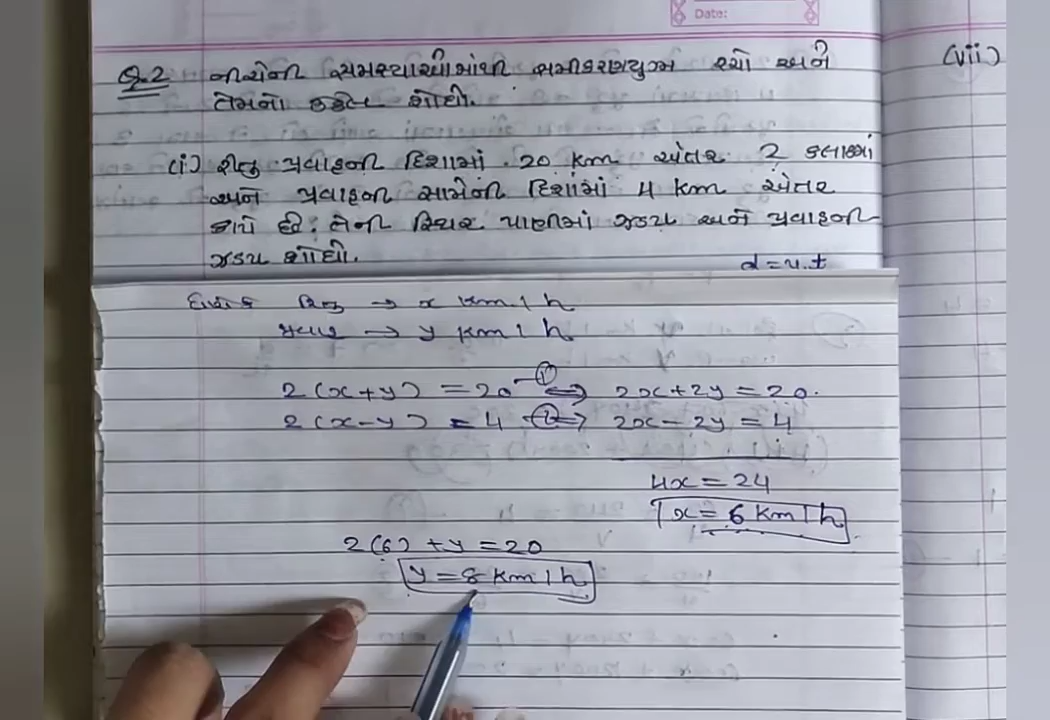 Date:
(vii)
Q.2 નીચેની સમસ્યાઓમાંથી સમીકરણયુગ્મ રચો અને
તેમનો ઉકેલ શોધો.
(i) રીતુ પ્રવાહની દિશામાં 20 km અંતર 2 કલાકમાં
અને પ્રવાહની સામેની દિશામાં 4 km અંતર
કાપે છે. તેની સ્થિર પાણીમાં ઝડપ અને પ્રવાહની
ઝડપ શોધો.
d = v.t
રિતુ → x km/h
પ્રવાહ → y km/h
2(x+y) = 20 -① ⇔ 2x+2y = 20.
2(x-y) = 4 -② ⇒ 2x-2y = 4
4x = 24
x = 6 km/h
2(6) + y = 20
y = 8 km/h